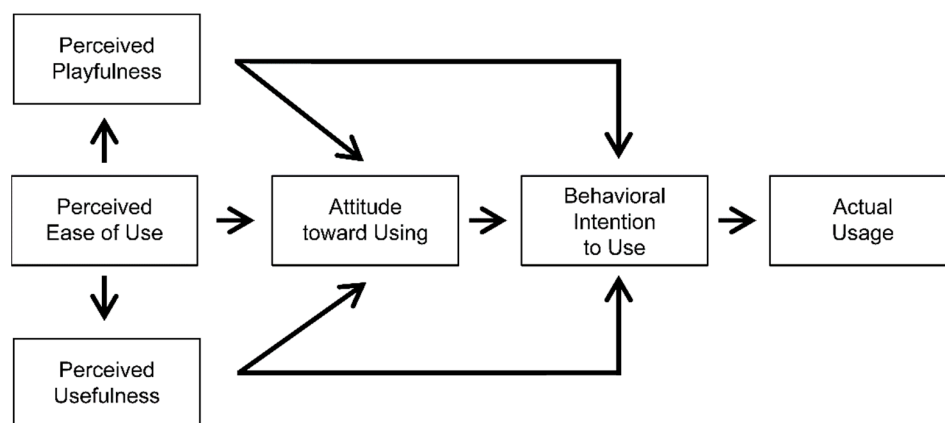 Perceived
Playfulness
Perceived
Ease of Use
Attitude
toward Using
Behavioral
Intention
to Use
Actual
Usage
Perceived
Usefulness